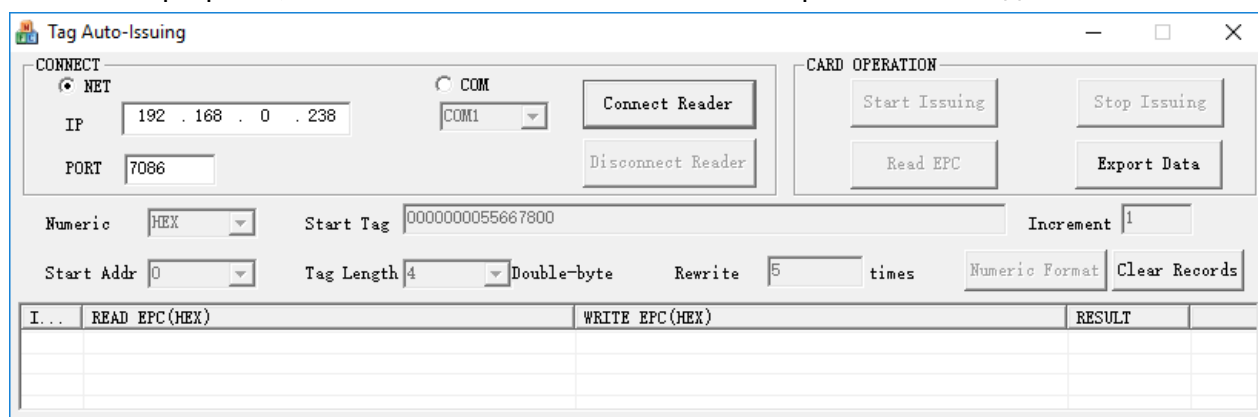 Tag Auto-Issuing
CONNECT
NET
COM
IP 192 . 168 . 0 . 238
COM1
Connect Reader
PORT 7086
Disconnect Reader
CARD OPERATION
Start Issuing Stop Issuing
Read EPC Export Data
Numeric HEX Start Tag 0000000055667800 Increment 1
Start Addr 0 Tag Length 4 Double-byte Rewrite 5 times Numeric Format Clear Records
I... READ EPC(HEX) WRITE EPC(HEX) RESULT